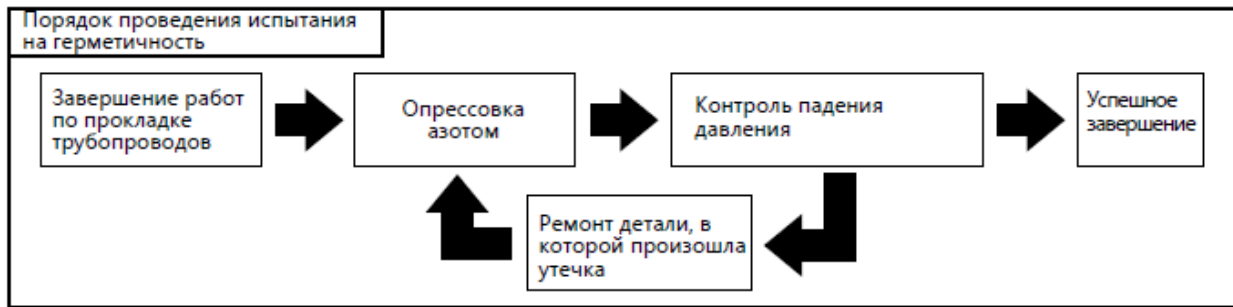 Порядок проведения испытания
на герметичность
Завершение работ
по прокладке
трубопроводов
Опрессовка
азотом
Контроль падения
давления
Успешное
завершение
Ремонт детали, в
которой произошла
утечка